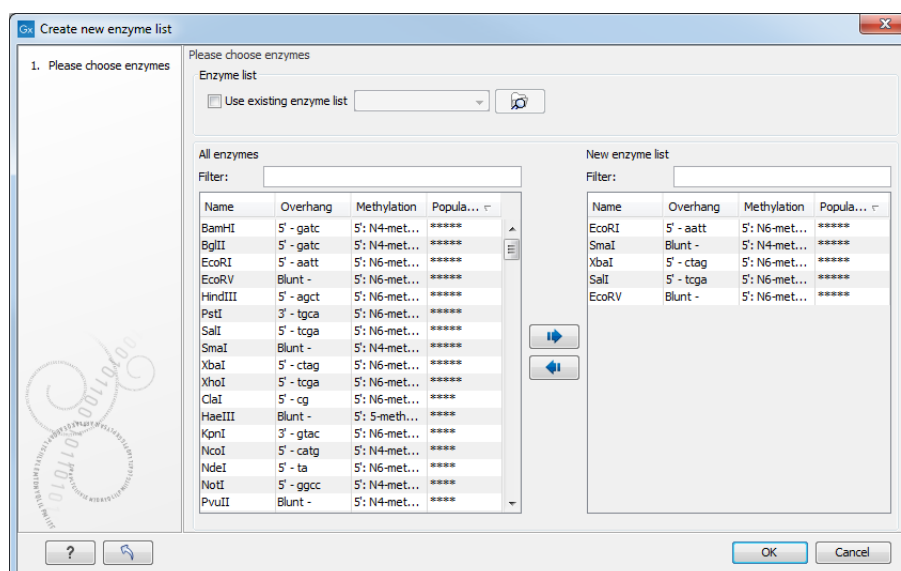 Gx Create new enzyme list
1. Please choose enzymes
Please choose enzymes
Enzyme list
Use existing enzyme list
All enzymes
Filter:
Name Overhang Methylation Popula...
BamHI 5' - gatc 5': N4-met... *****
BglII 5' - gatc 5': N4-met... *****
EcoRI 5' - aatt 5': N6-met... *****
EcoRV Blunt - 5': N6-met... *****
HindIII 5' - agct 5': N6-met... *****
PstI 3' - tgca 5': N6-met... *****
SalI 5' - tcga 5': N6-met... *****
SmaI Blunt - 5': N4-met... *****
XbaI 5' - ctag 5': N6-met... *****
XhoI 5' - tcga 5': N6-met... *****
ClaI 5' - cg 5': N6-met... ****
HaeIII Blunt - 5': 5-meth... ****
KpnI 3' - gtac 5': N6-met... ****
NcoI 5' - catg 5': N4-met... ****
NdeI 5' - ta 5': N6-met... ****
NotI 5' - ggcc 5': N4-met... ****
PvuII Blunt - 5': N4-met... ****
New enzyme list
Filter:
Name Overhang Methylation Popula...
EcoRI 5' - aatt 5': N6-met... *****
SmaI Blunt - 5': N4-met... *****
XbaI 5' - ctag 5': N6-met... *****
SalI 5' - tcga 5': N6-met... *****
EcoRV Blunt - 5': N6-met... *****
? OK Cancel